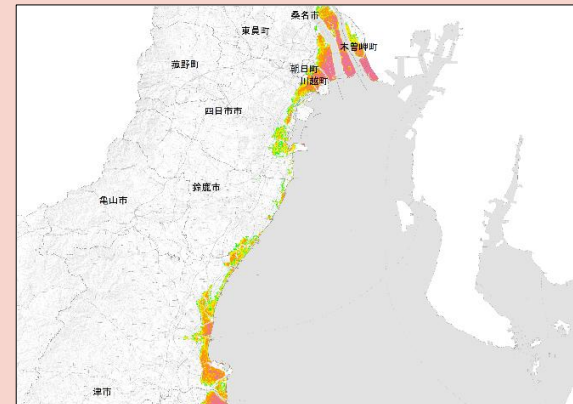 桑名市
東員町
木曽岬町
菰野町
朝日町
川越町
四日市市
鈴鹿市
亀山市
津市